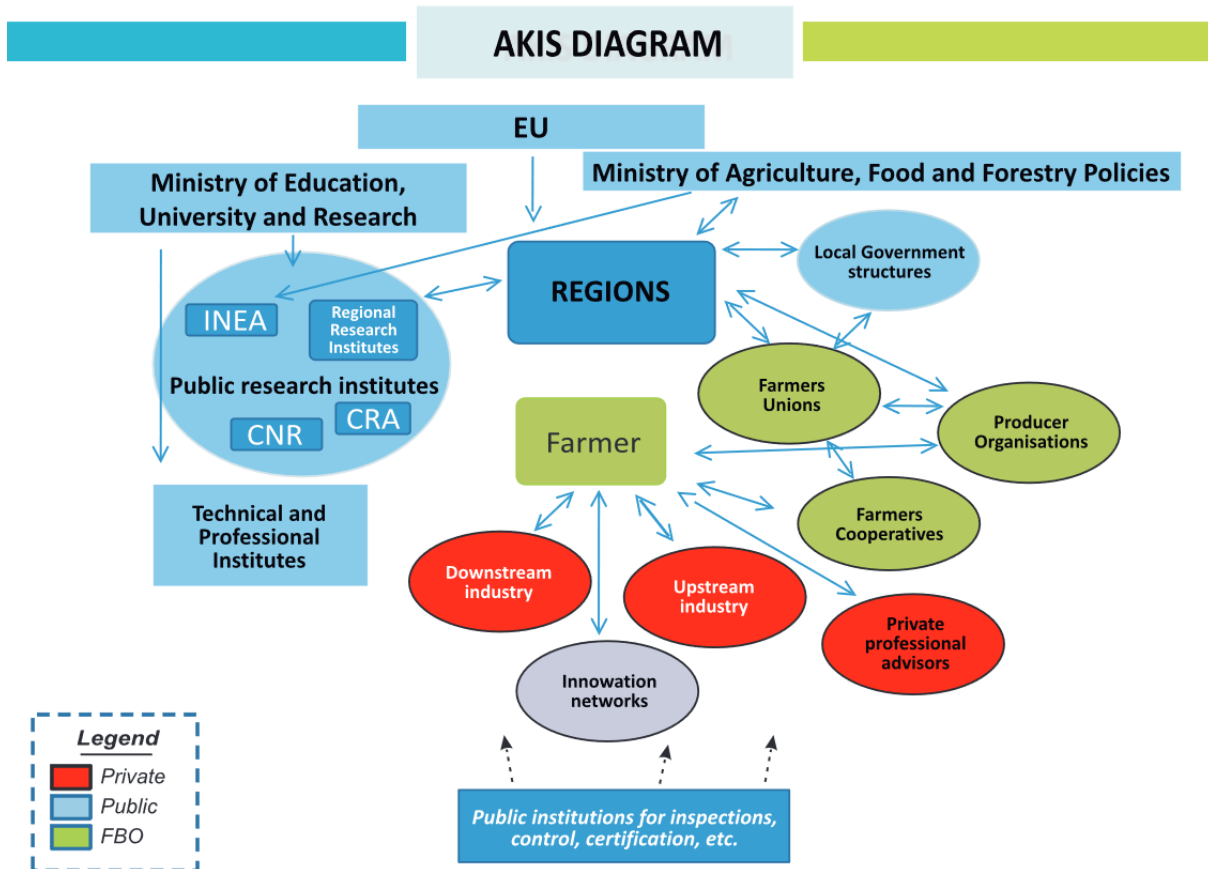 AKIS DIAGRAM
EU
Ministry of Education,
University and Research
Ministry of Agriculture, Food and Forestry Policies
Local Government
structures
REGIONS
INEA
Regional
Research
Institutes
Public research institutes
CNR
CRA
Farmers
Unions
Producer
Organisations
Farmer
Technical and
Professional
Institutes
Farmers
Cooperatives
Downstream
industry
Upstream
industry
Private
professional
advisors
Innowation
networks
Legend
Private
Public
FBO
Public institutions for inspections,
control, certification, etc.